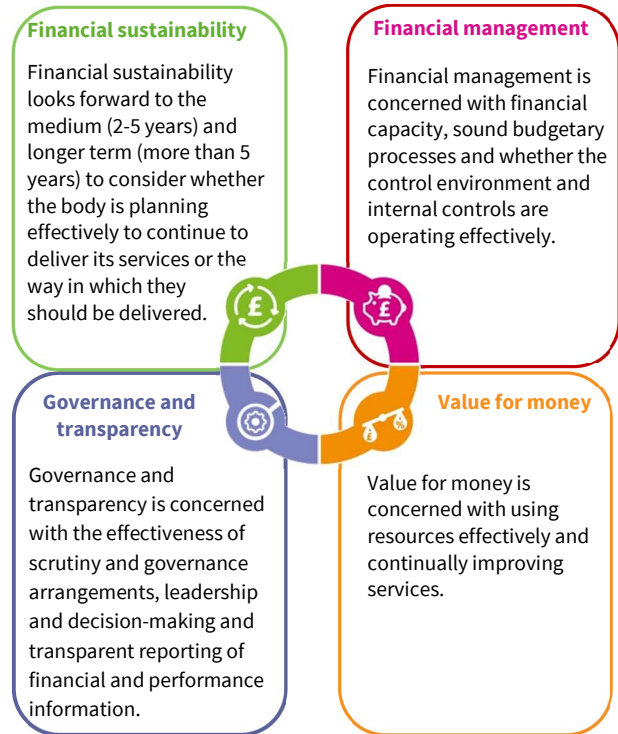 Financial sustainability
Financial sustainability
looks forward to the
medium (2-5 years) and
longer term (more than 5
years) to consider whether
the body is planning
effectively to continue to
deliver its services or the
way in which they
should be delivered.
Financial management
Financial management is
concerned with financial
capacity, sound budgetary
processes and whether the
control environment and
internal controls are
operating effectively.
£
£
Governance and
transparency
Governance and
transparency is concerned
with the effectiveness of
scrutiny and governance
arrangements, leadership
and decision-making and
transparent reporting of
financial and performance
information.
£
%
Value for money
Value for money is
concerned with using
resources effectively and
continually improving
services.